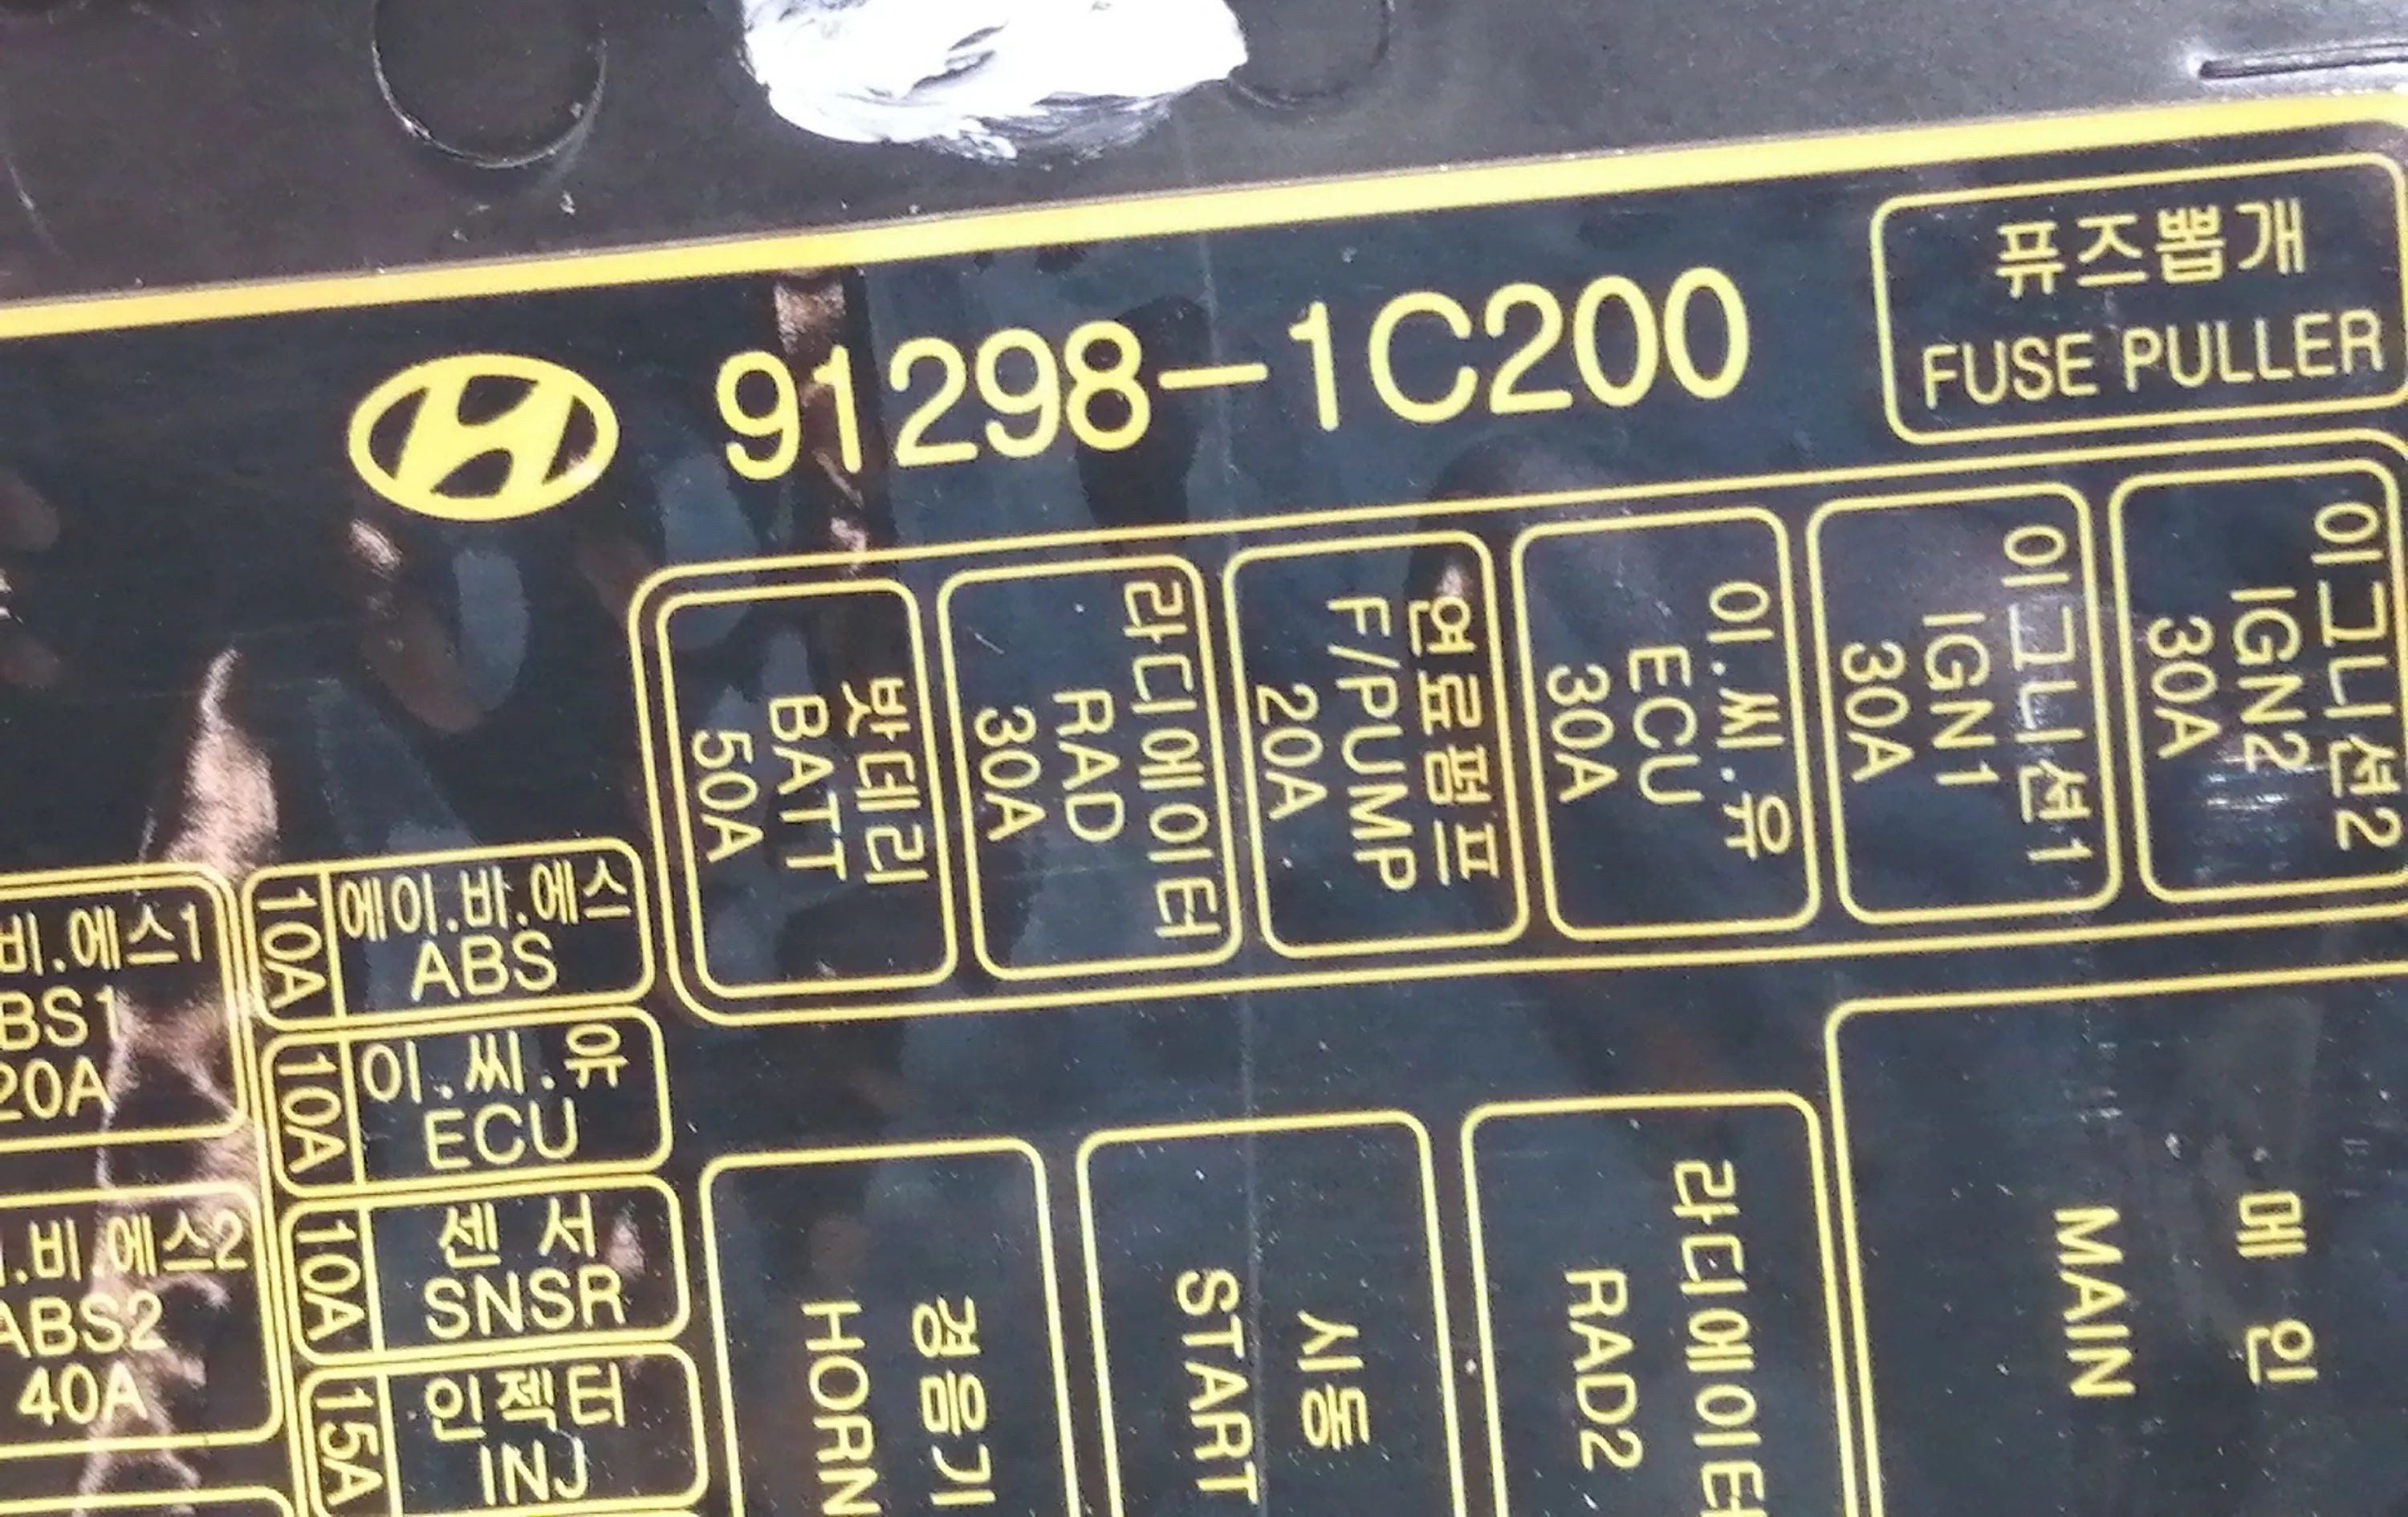 91298-1C200
퓨즈뽑개
FUSE PULLER
밧데리
BATT
50A
라디에이터
RAD
30A
연료펌프
F/PUMP
20A
이.씨.유
ECU
30A
이그니션1
IGN1
30A
이그니션2
IGN2
30A
비.에스1
BS1
20A
10A
에이.바.에스
ABS
10A
이.씨.유
ECU
.비.에스2
ABS2
40A
10A
센 서
SNSR
15A
인젝터
INJ
경음기
HORN
시동
START
라디에이터
RAD2
메 인
MAIN